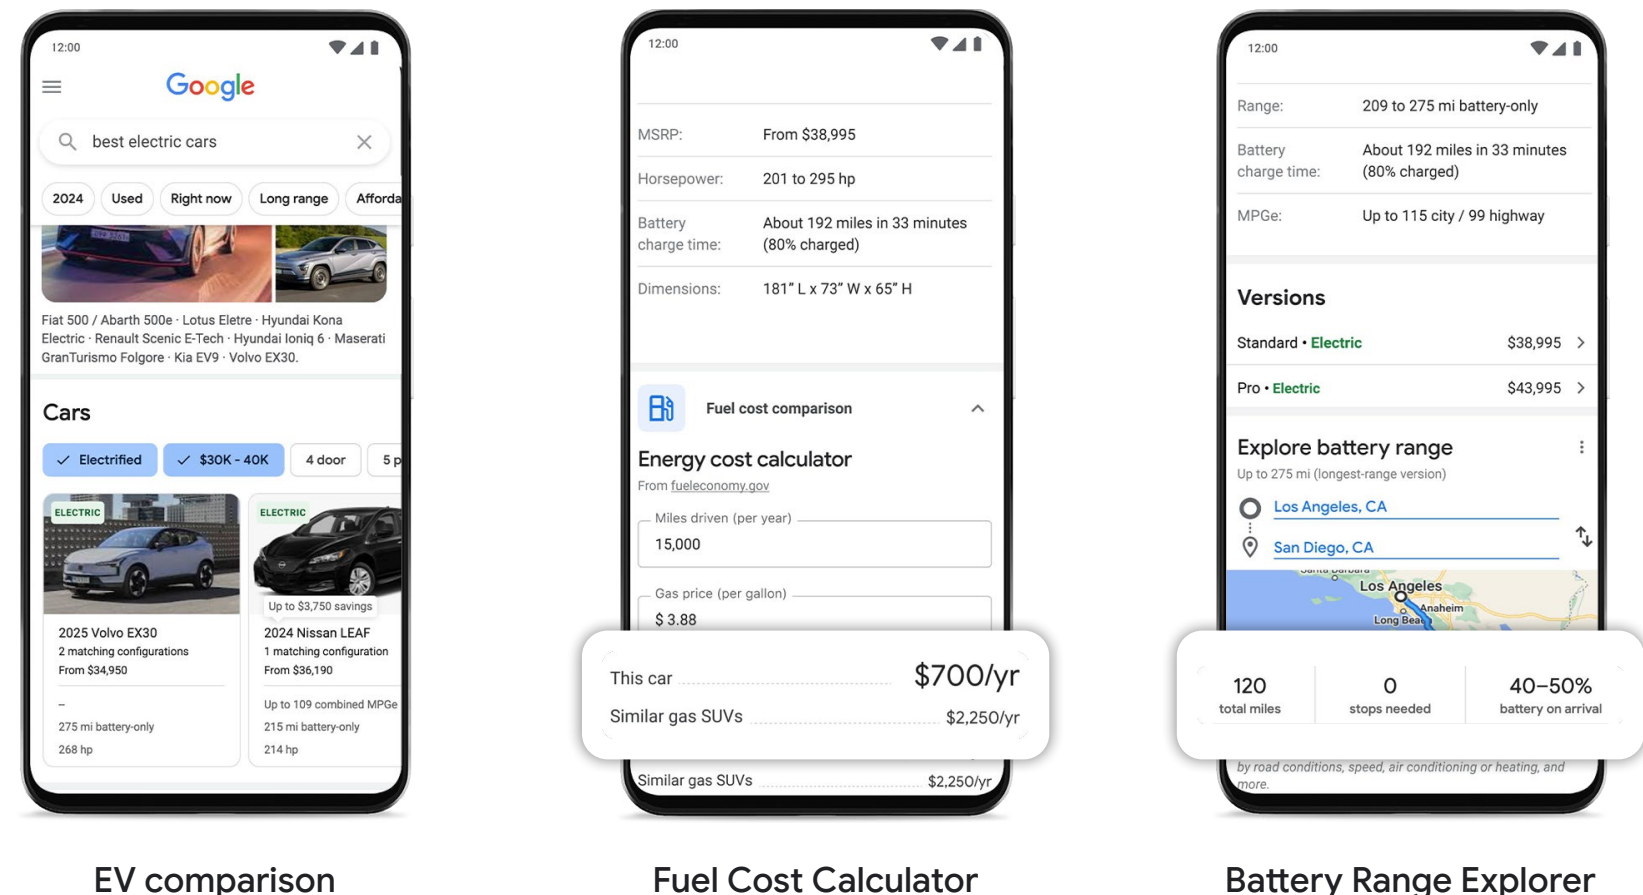 12:00
Google
best electric cars
2024
Used
Right now
Long range
Afforda
Fiat 500 / Abarth 500e · Lotus Eletre · Hyundai Kona
Electric · Renault Scenic E-Tech · Hyundai Ioniq 6 · Maserati
GranTurismo Folgore · Kia EV9 · Volvo EX30.
Cars
Electrified
$30K - 40K
4 door
5 p
ELECTRIC
2025 Volvo EX30
2 matching configurations
From $34,950
–
275 mi battery-only
268 hp
ELECTRIC
Up to $3,750 savings
2024 Nissan LEAF
1 matching configuration
From $36,190
Up to 109 combined MPGe
215 mi battery-only
214 hp
EV comparison
12:00
MSRP: From $38,995
Horsepower: 201 to 295 hp
Battery About 192 miles in 33 minutes
charge time: (80% charged)
Dimensions: 181” L x 73” W x 65” H
Fuel cost comparison
Energy cost calculator
From fueleconomy.gov
Miles driven (per year)
15,000
Gas price (per gallon)
$ 3.88
This car $700/yr
Similar gas SUVs $2,250/yr
Similar gas SUVs $2,250/yr
Fuel Cost Calculator
12:00
Range: 209 to 275 mi battery-only
Battery About 192 miles in 33 minutes
charge time: (80% charged)
MPGe: Up to 115 city / 99 highway
Versions
Standard • Electric $38,995
Pro • Electric $43,995
Explore battery range
Up to 275 mi (longest-range version)
Los Angeles, CA
San Diego, CA
Santa Barbara
Los Angeles
Anaheim
Long Beac
120
total miles
0
stops needed
40–50%
battery on arrival
by road conditions, speed, air conditioning or heating, and
more.
Battery Range Explorer